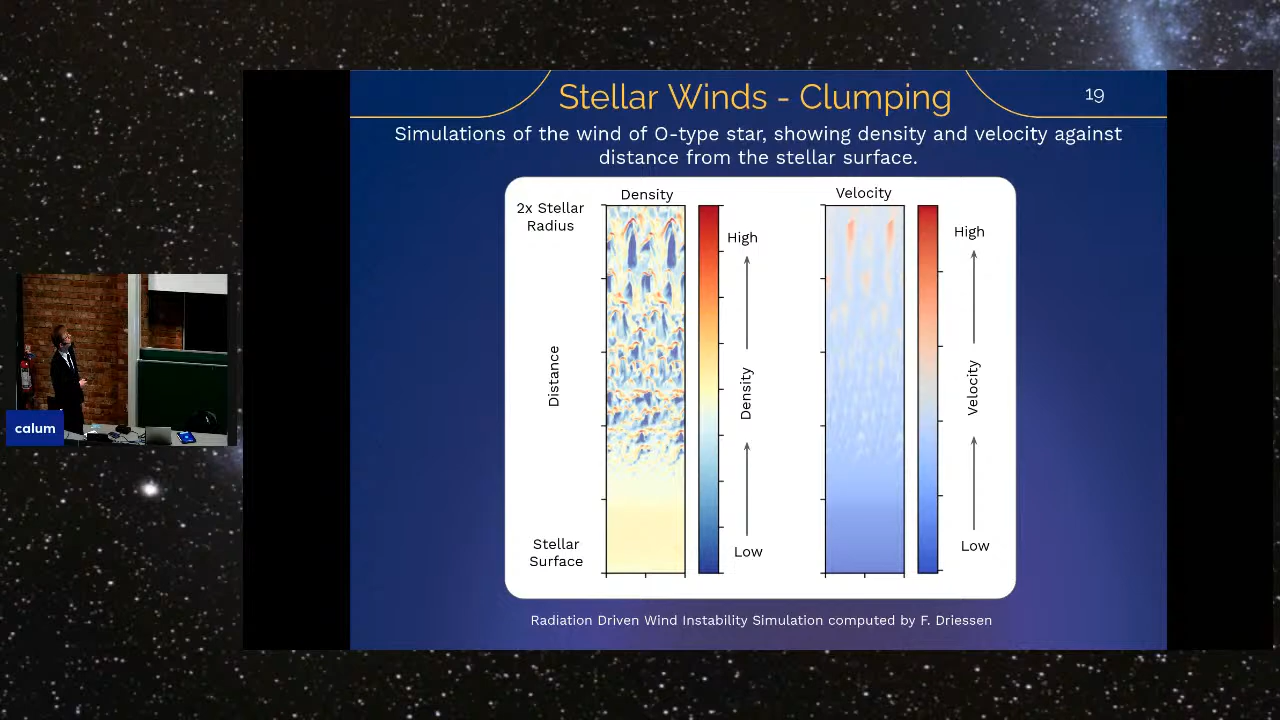 Stellar Winds - Clumping
19
Simulations of the wind of O-type star, showing density and velocity against
distance from the stellar surface.
Density
Velocity
2x Stellar
Radius
High
High
Distance
Density
Velocity
Stellar
Surface
Low
Low
Radiation Driven Wind Instability Simulation computed by F. Driessen
calum